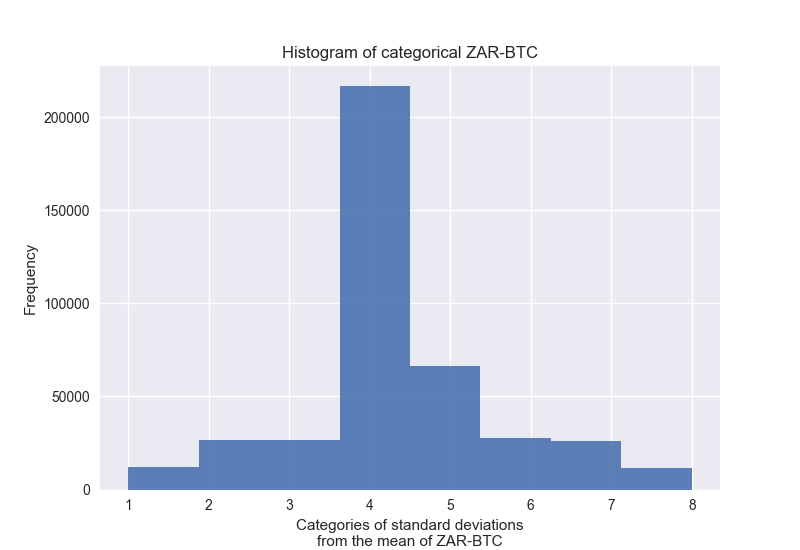 Histogram of categorical ZAR-BTC
200000
150000
100000
50000
0
Frequency
1 2 3 4 5 6 7 8
Categories of standard deviations
from the mean of ZAR-BTC